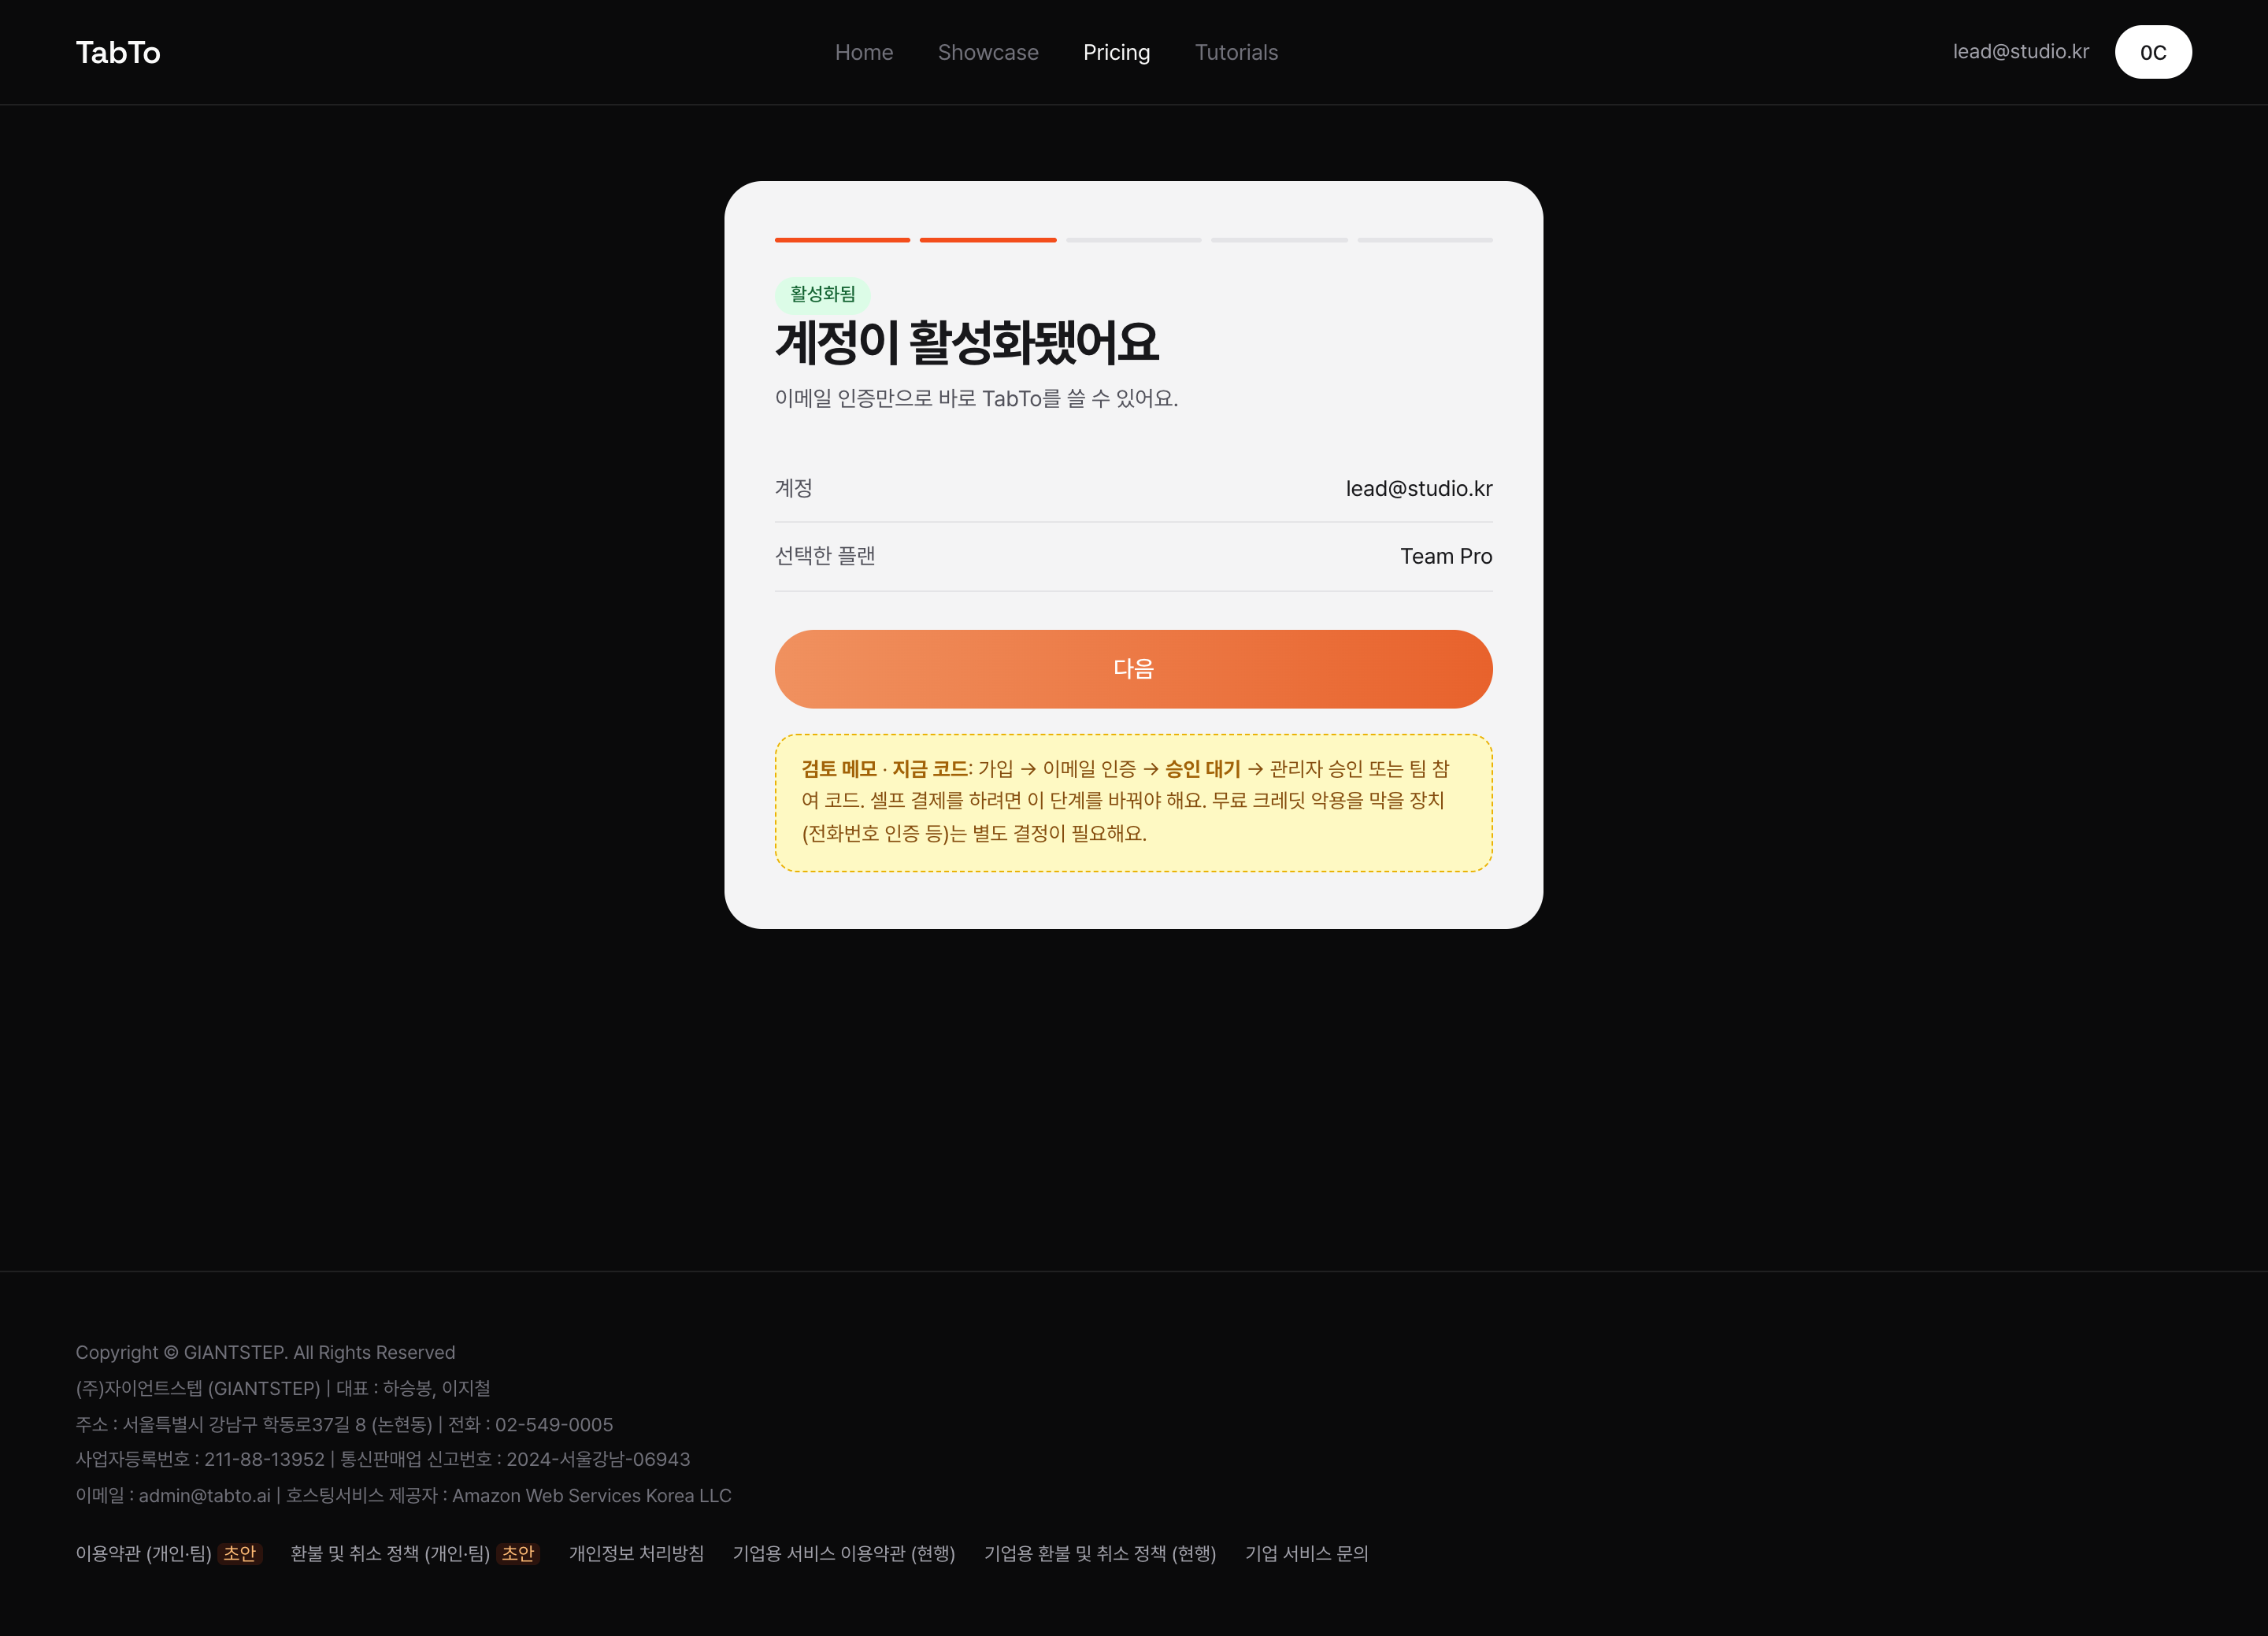 TabTo
Home Showcase Pricing Tutorials
lead@studio.kr 0C
활성화됨
계정이 활성화됐어요
이메일 인증만으로 바로 TabTo를 쓸 수 있어요.
계정 lead@studio.kr
선택한 플랜 Team Pro
다음
검토 메모 · 지금 코드: 가입 → 이메일 인증 → 승인 대기 → 관리자 승인 또는 팀 참
여 코드. 셀프 결제를 하려면 이 단계를 바꿔야 해요. 무료 크레딧 악용을 막을 장치
(전화번호 인증 등)는 별도 결정이 필요해요.
Copyright © GIANTSTEP. All Rights Reserved
(주)자이언트스텝 (GIANTSTEP) | 대표 : 하승봉, 이지철
주소 : 서울특별시 강남구 학동로37길 8 (논현동) | 전화 : 02-549-0005
사업자등록번호 : 211-88-13952 | 통신판매업 신고번호 : 2024-서울강남-06943
이메일 : admin@tabto.ai | 호스팅서비스 제공자 : Amazon Web Services Korea LLC
이용약관 (개인·팀) 초안 환불 및 취소 정책 (개인·팀) 초안 개인정보 처리방침 기업용 서비스 이용약관 (현행) 기업용 환불 및 취소 정책 (현행) 기업 서비스 문의